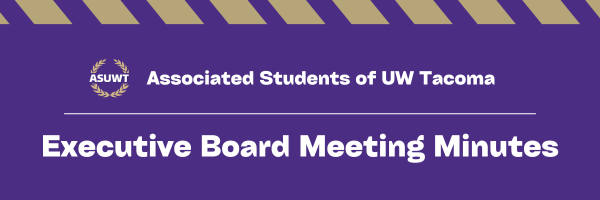 ASUWT
Associated Students of UW Tacoma
Executive Board Meeting Minutes